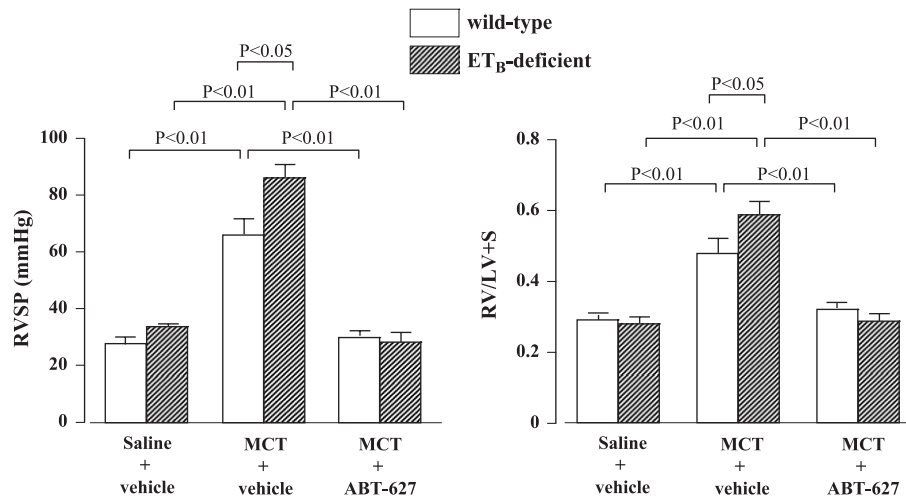 wild-type
ETB-deficient
P<0.05
P<0.01 P<0.01
P<0.01 P<0.01
100
80
60
40
20
0
RVSP (mmHg)
Saline + vehicle
MCT + vehicle
MCT + ABT-627
P<0.05
P<0.01 P<0.01
P<0.01 P<0.01
0.8
0.6
0.4
0.2
0
RV/LV+S
Saline + vehicle
MCT + vehicle
MCT + ABT-627